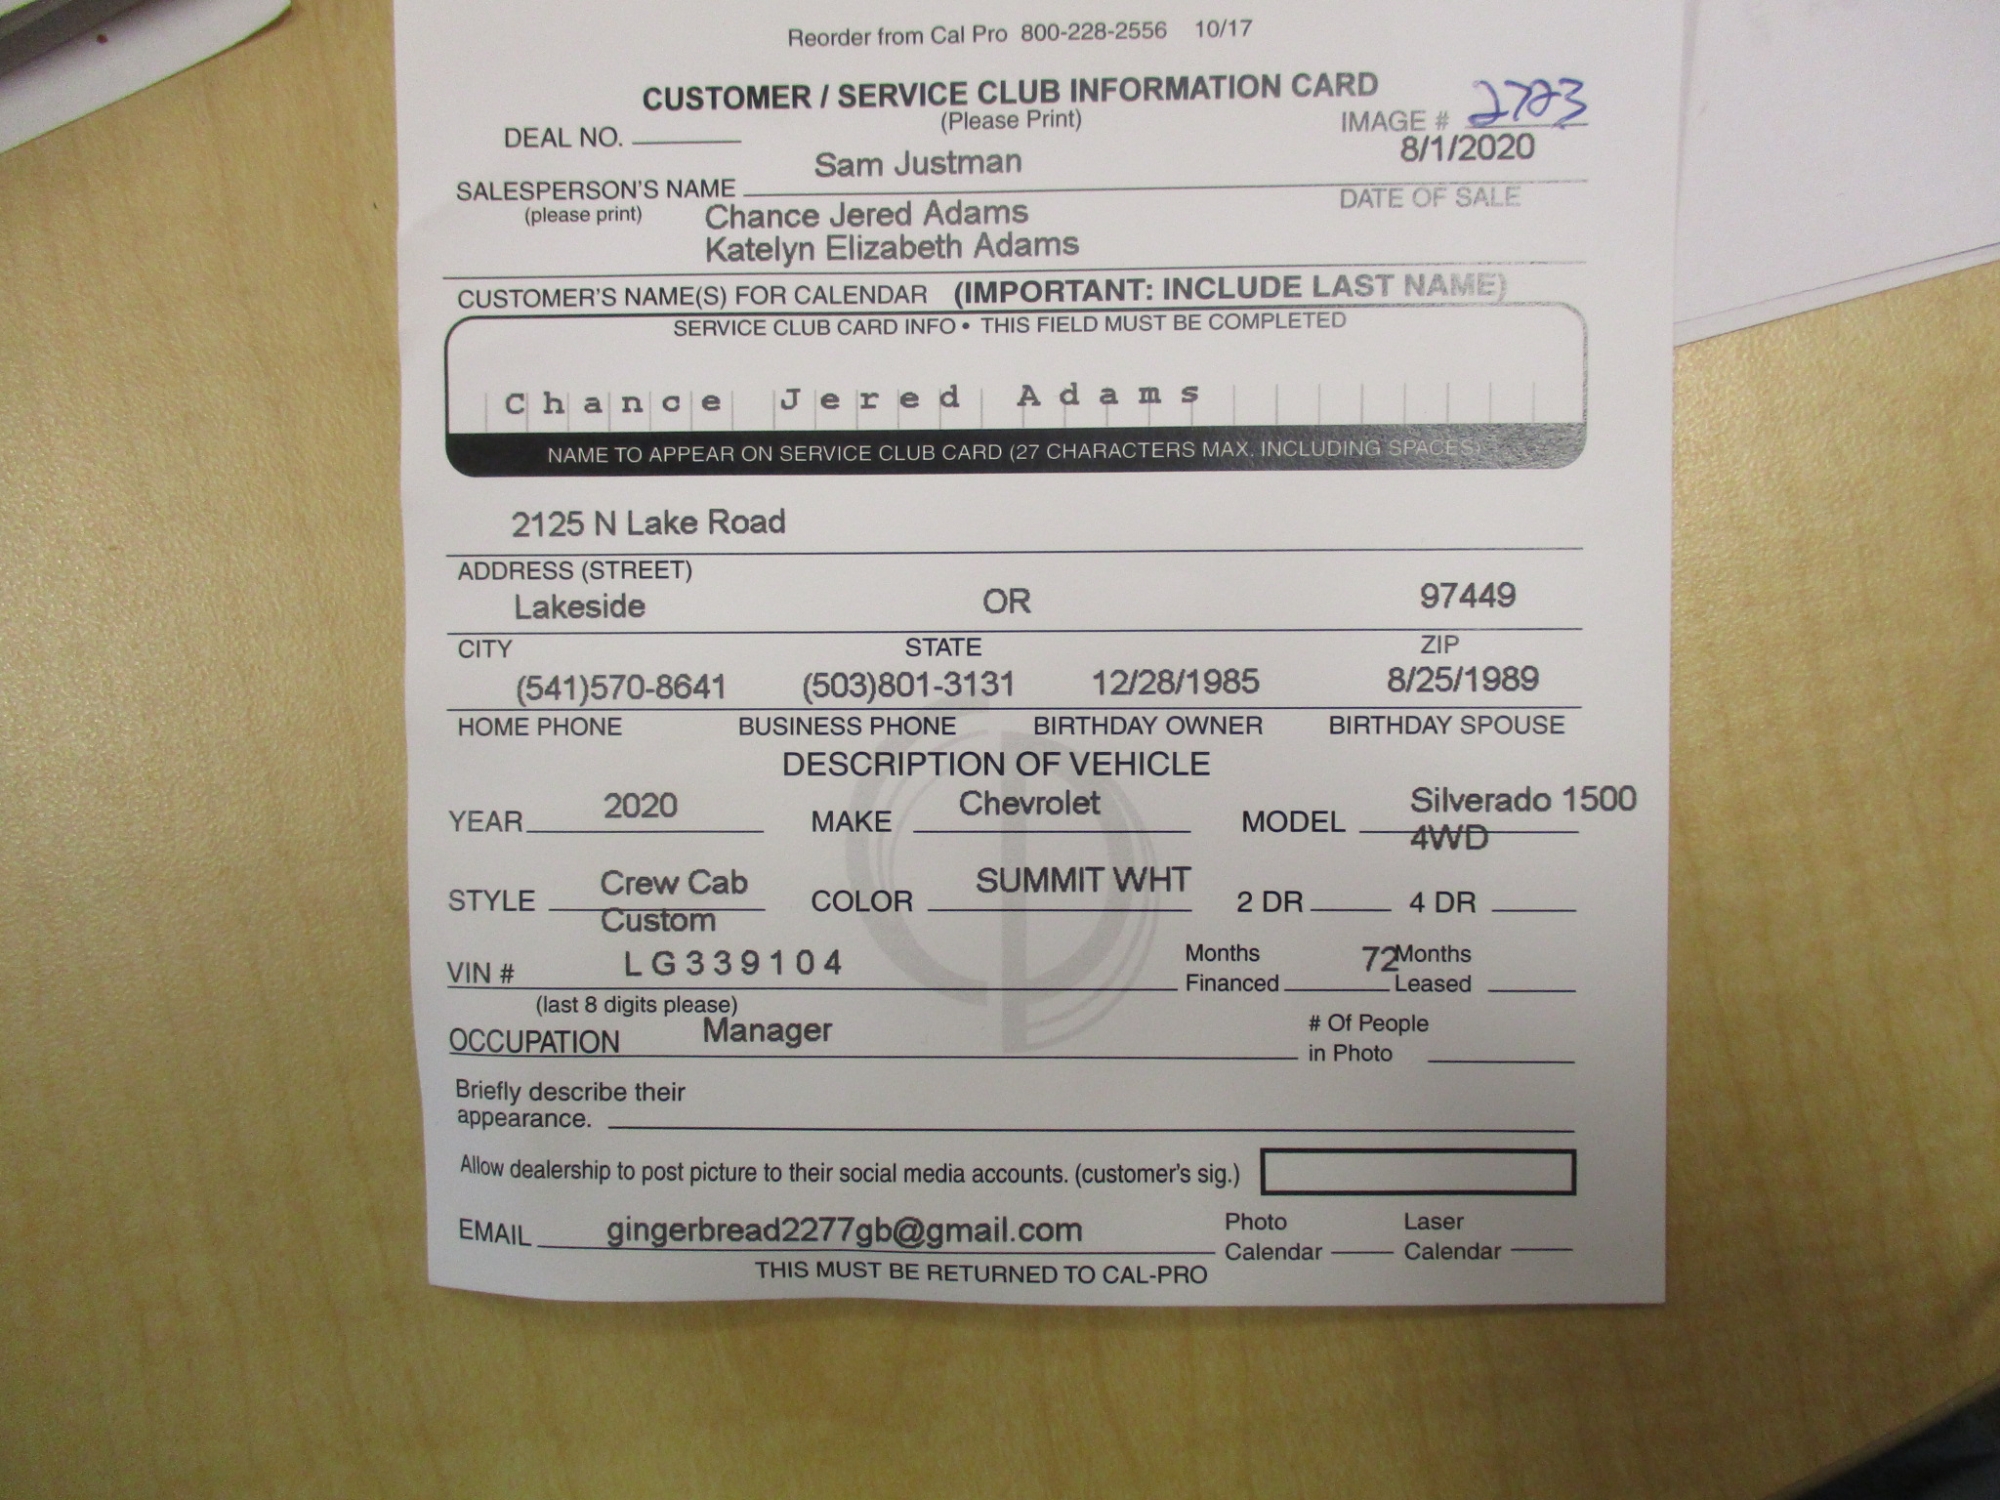 Reorder from Cal Pro 800-228-2556 10/17
CUSTOMER / SERVICE CLUB INFORMATION CARD
(Please Print)
IMAGE # 2723
DEAL NO.
Sam Justman 8/1/2020
SALESPERSON'S NAME DATE OF SALE
(please print)
Chance Jered Adams
Katelyn Elizabeth Adams
CUSTOMER'S NAME(S) FOR CALENDAR (IMPORTANT: INCLUDE LAST NAME)
SERVICE CLUB CARD INFO • THIS FIELD MUST BE COMPLETED
Chance Jered Adams
NAME TO APPEAR ON SERVICE CLUB CARD (27 CHARACTERS MAX. INCLUDING SPACES)
2125 N Lake Road
ADDRESS (STREET)
Lakeside OR 97449
CITY STATE ZIP
(541)570-8641 (503)801-3131 12/28/1985 8/25/1989
HOME PHONE BUSINESS PHONE BIRTHDAY OWNER BIRTHDAY SPOUSE
DESCRIPTION OF VEHICLE
YEAR 2020 MAKE Chevrolet MODEL Silverado 1500
4WD
STYLE Crew Cab COLOR SUMMIT WHT 2 DR 4 DR
Custom
VIN # LG339104 Months Financed 72 Months Leased
(last 8 digits please)
OCCUPATION Manager # Of People in Photo
Briefly describe their
appearance.
Allow dealership to post picture to their social media accounts. (customer's sig.)
EMAIL gingerbread2277gb@gmail.com Photo Calendar Laser Calendar
THIS MUST BE RETURNED TO CAL-PRO